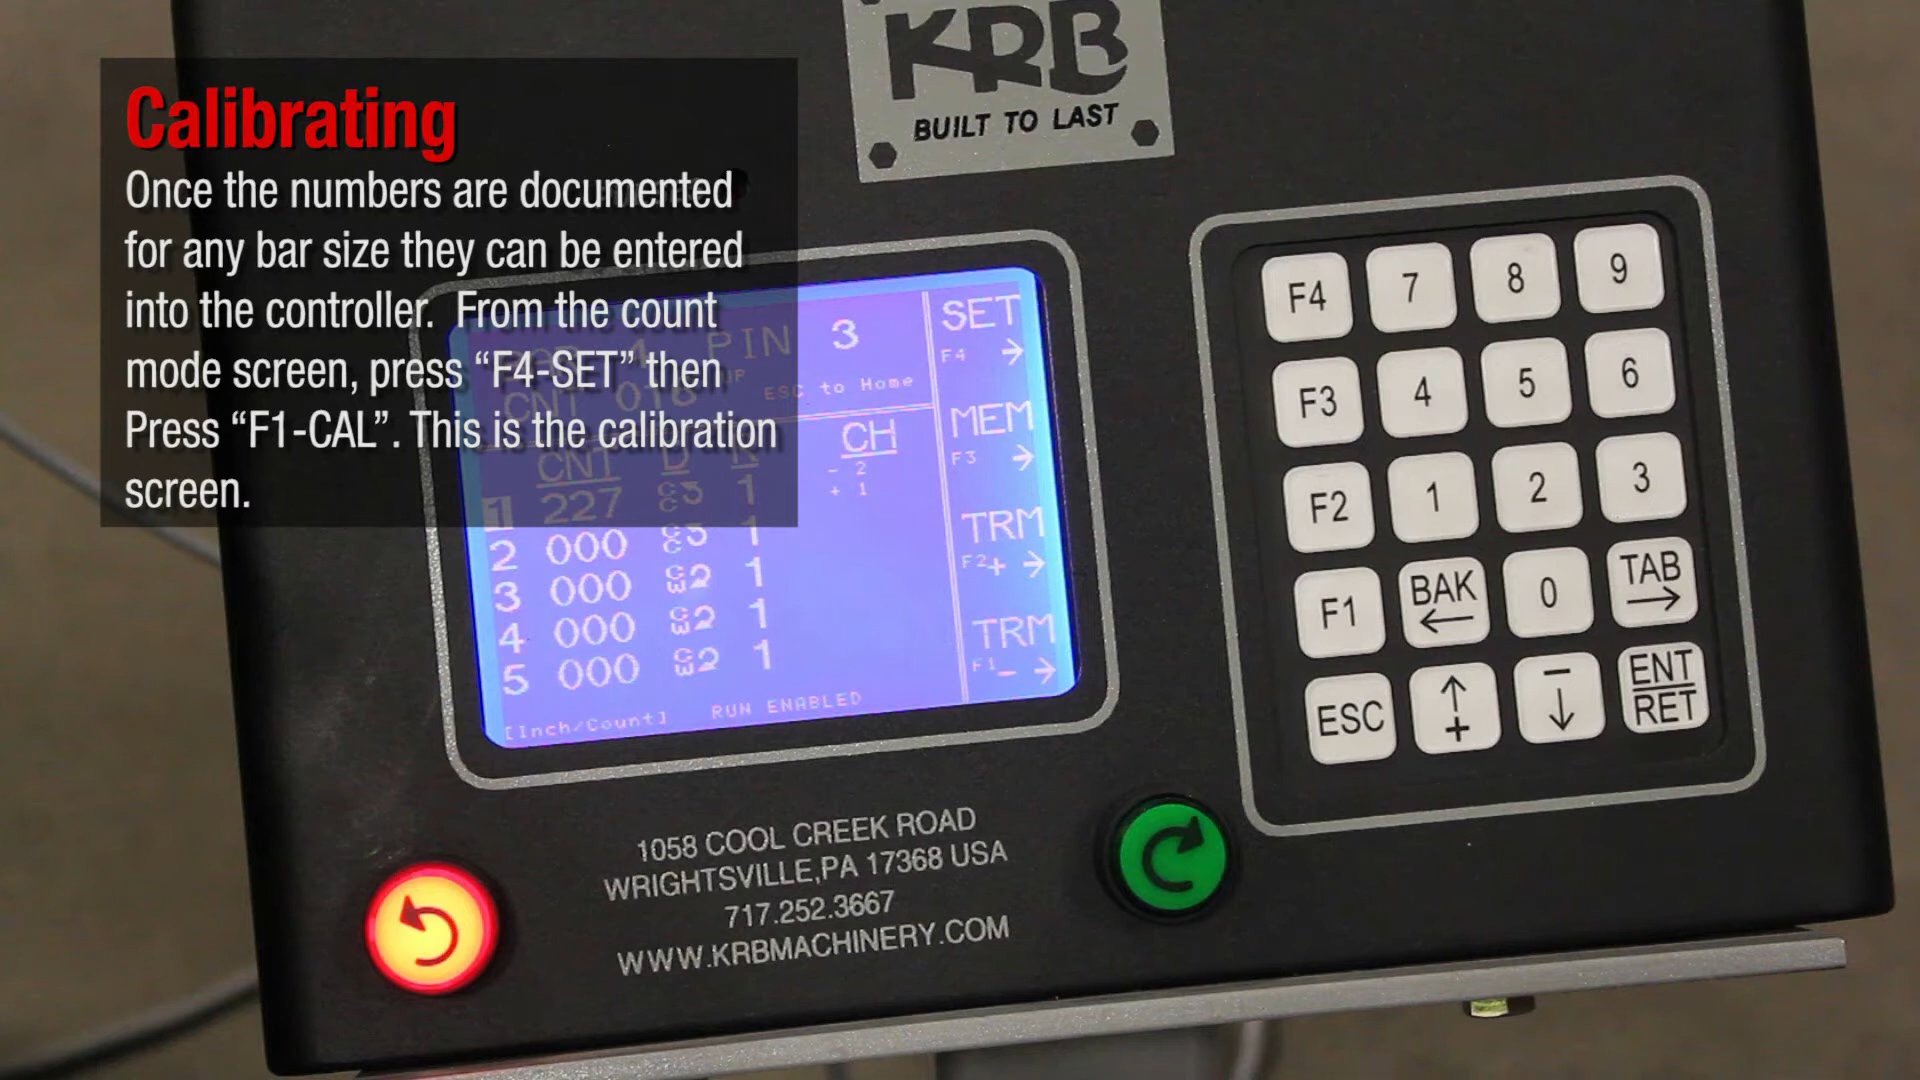 KRB
BUILT TO LAST
Calibrating
Once the numbers are documented
for any bar size they can be entered
into the controller. From the count
mode screen, press “F4-SET” then
Press “F1-CAL”. This is the calibration
screen.
PIN 3
CNT 018
ESC to Home
CNT D R
CH
- 2
+ 1
1 227 1
2 000 1
3 000 1
4 000 1
5 000 1
[Inch/Count] RUN ENABLED
SET
F4 →
MEM
F3 →
TRM
F2+ →
TRM
F1- →
F4 7 8 9
F3 4 5 6
F2 1 2 3
F1 BAK ← 0 TAB →
ESC ↑ + - ↓ ENT RET
1058 COOL CREEK ROAD
WRIGHTSVILLE,PA 17368 USA
717.252.3667
WWW.KRBMACHINERY.COM